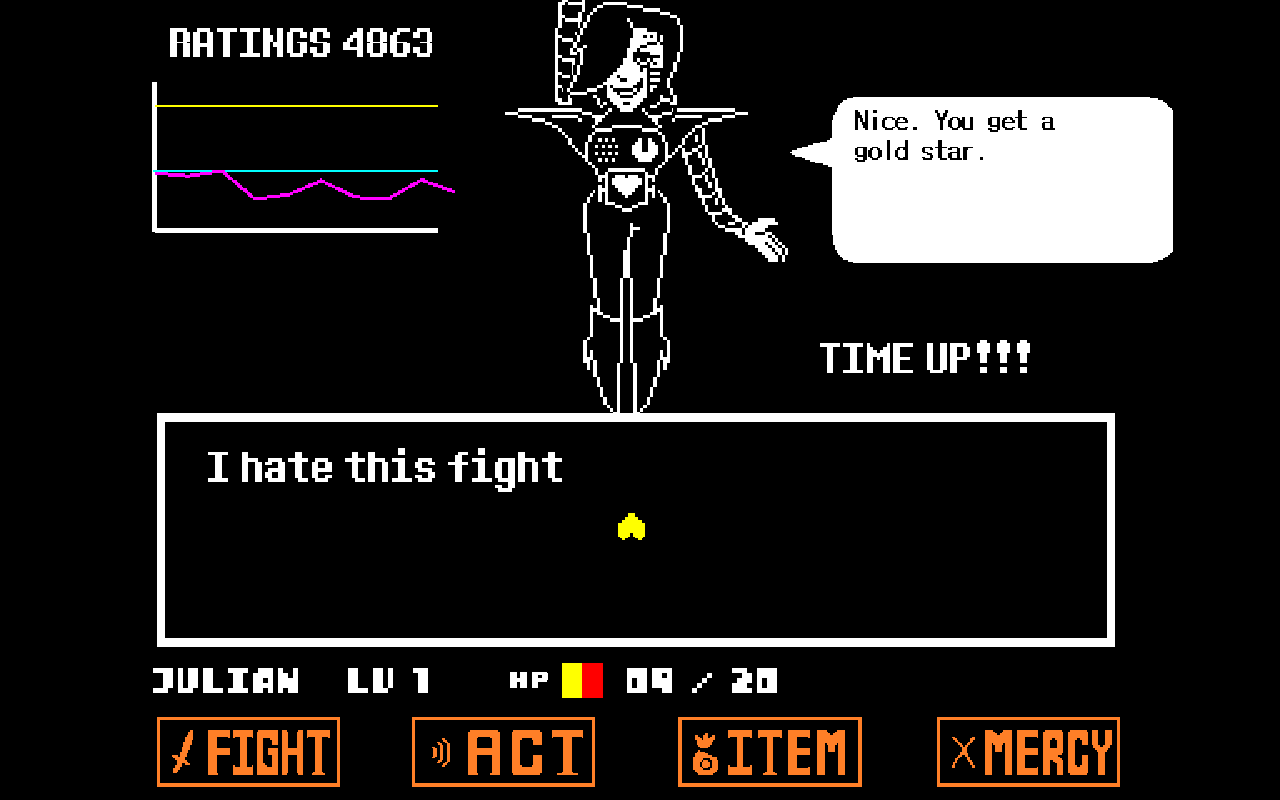 RATINGS 4863
Nice. You get a
gold star.
TIME UP!!!
I hate this fight
JULIAN LV 1 HP 09 / 20
FIGHT ACT ITEM MERCY